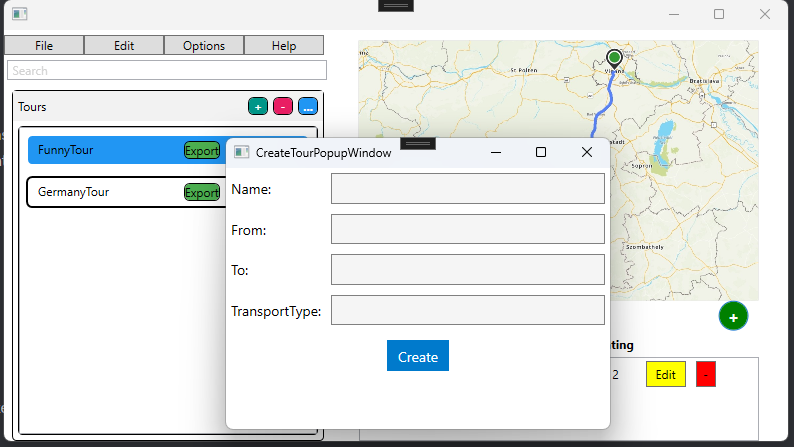 File Edit Options Help
Search
Tours + - ...
FunnyTour Export
GermanyTour Export
CreateTourPopupWindow
Name:
From:
To:
TransportType:
Create
St Polten
Vienna
Bratislava
Sopron
Szombathely
+
ting
2 Edit -